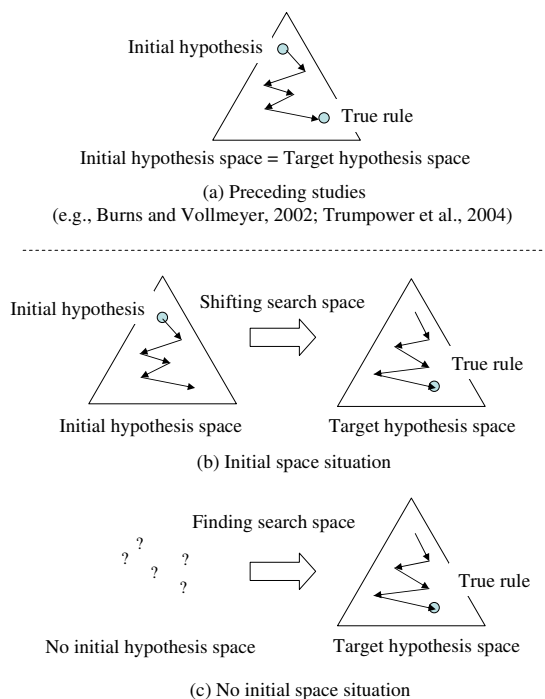 Initial hypothesis
True rule
Initial hypothesis space = Target hypothesis space
(a) Preceding studies
(e.g., Burns and Vollmeyer, 2002; Trumpower et al., 2004)
Initial hypothesis
Shifting search space
True rule
Initial hypothesis space
Target hypothesis space
(b) Initial space situation
Finding search space
?
?
?
?
?
True rule
No initial hypothesis space
Target hypothesis space
(c) No initial space situation